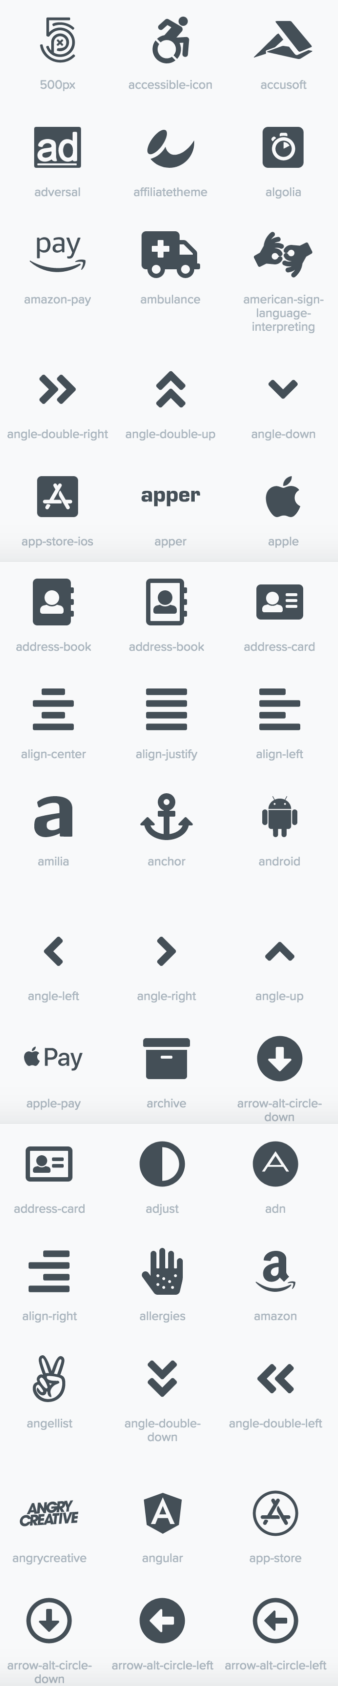 500px accessible-icon accusoft
ad
adversal affiliatetheme algolia
pay
amazon-pay ambulance american-sign-
language-
interpreting
angle-double-right angle-double-up angle-down
apper
app-store-ios apper apple
address-book address-book address-card
align-center align-justify align-left
a
amilia anchor android
angle-left angle-right angle-up
Pay
apple-pay archive arrow-alt-circle-
down
A
address-card adjust adn
a
align-right allergies amazon
angellist angle-double- angle-double-left
down
ANGRY
CREATIVE A
angrycreative angular app-store
arrow-alt-circle- arrow-alt-circle-left arrow-alt-circle-left
down